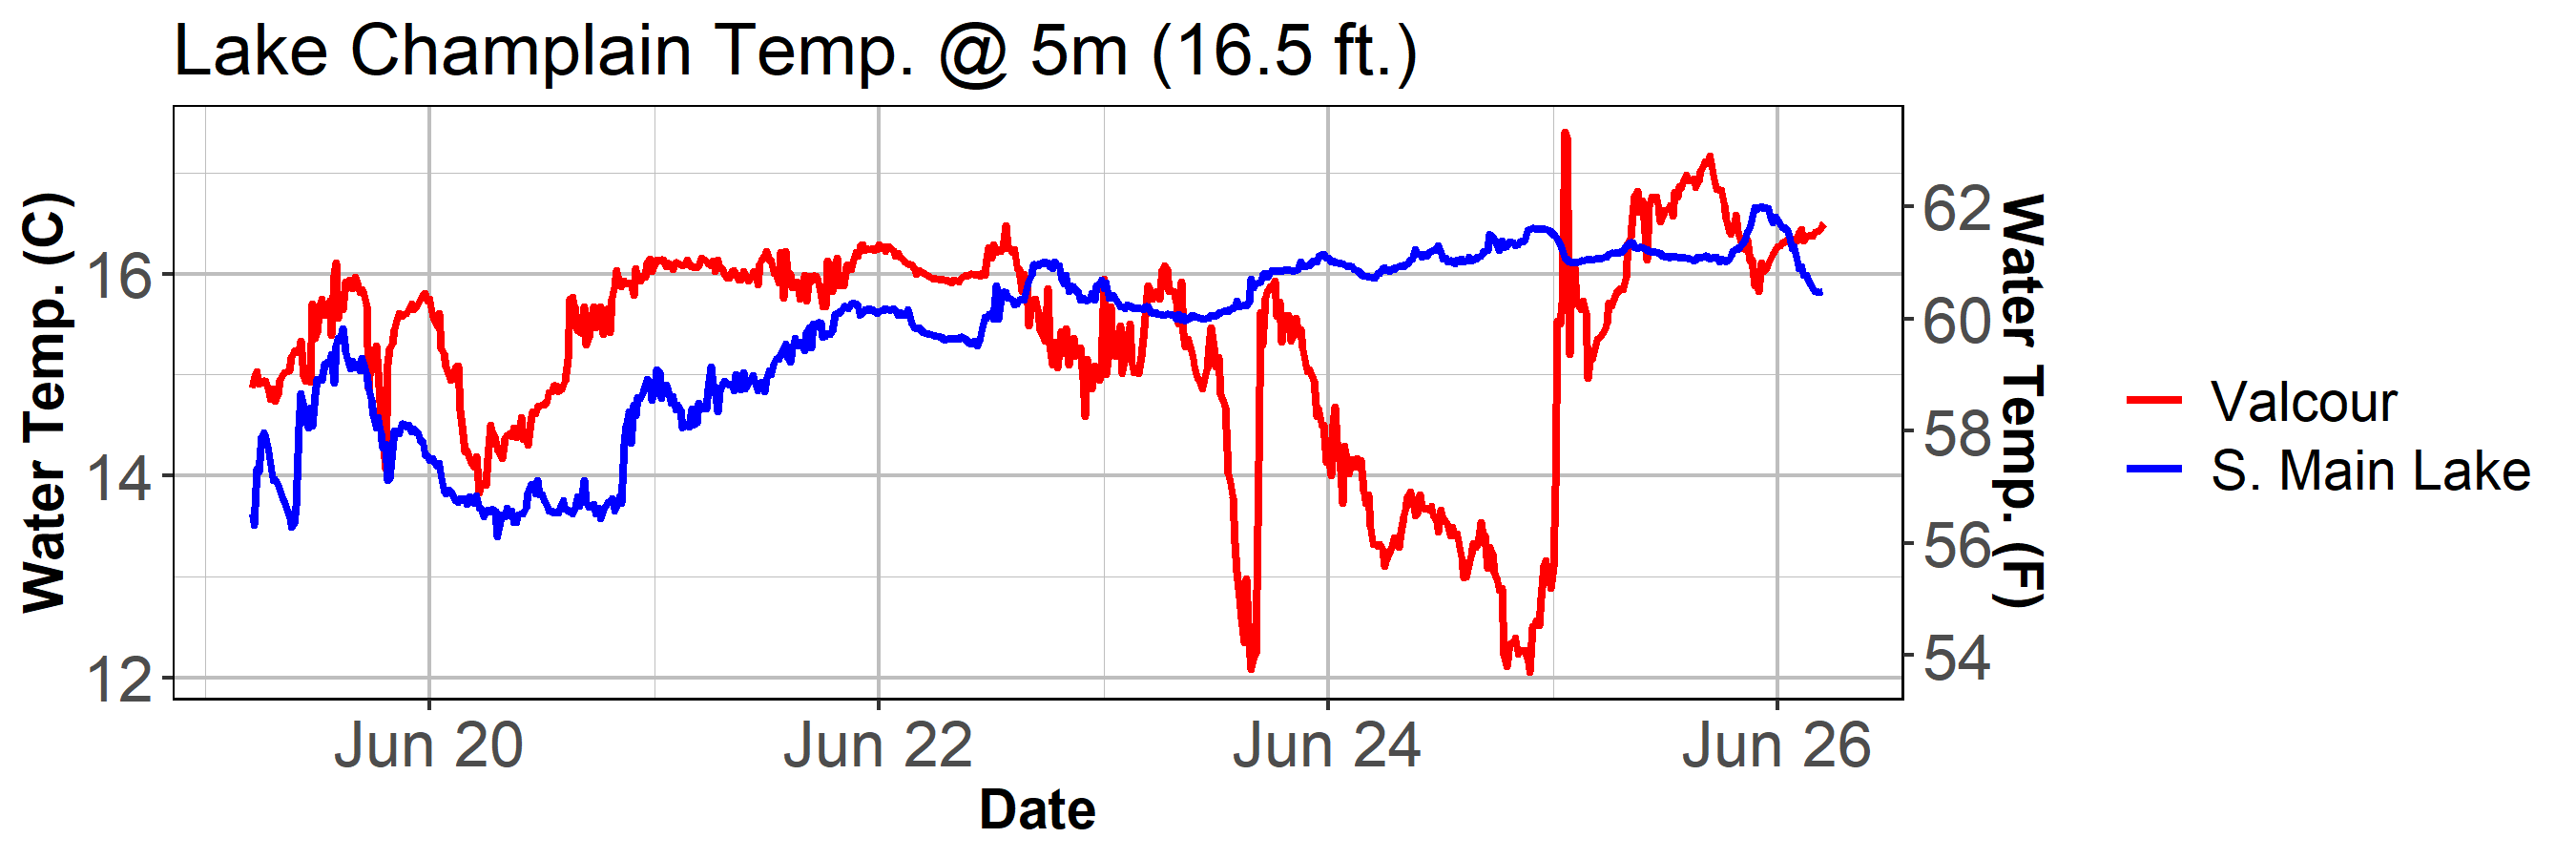 Lake Champlain Temp. @ 5m (16.5 ft.)
Water Temp. (C)
16
14
12
62
60
58
56
54
Water Temp. (F)
Jun 20
Jun 22
Jun 24
Jun 26
Date
Valcour
S. Main Lake